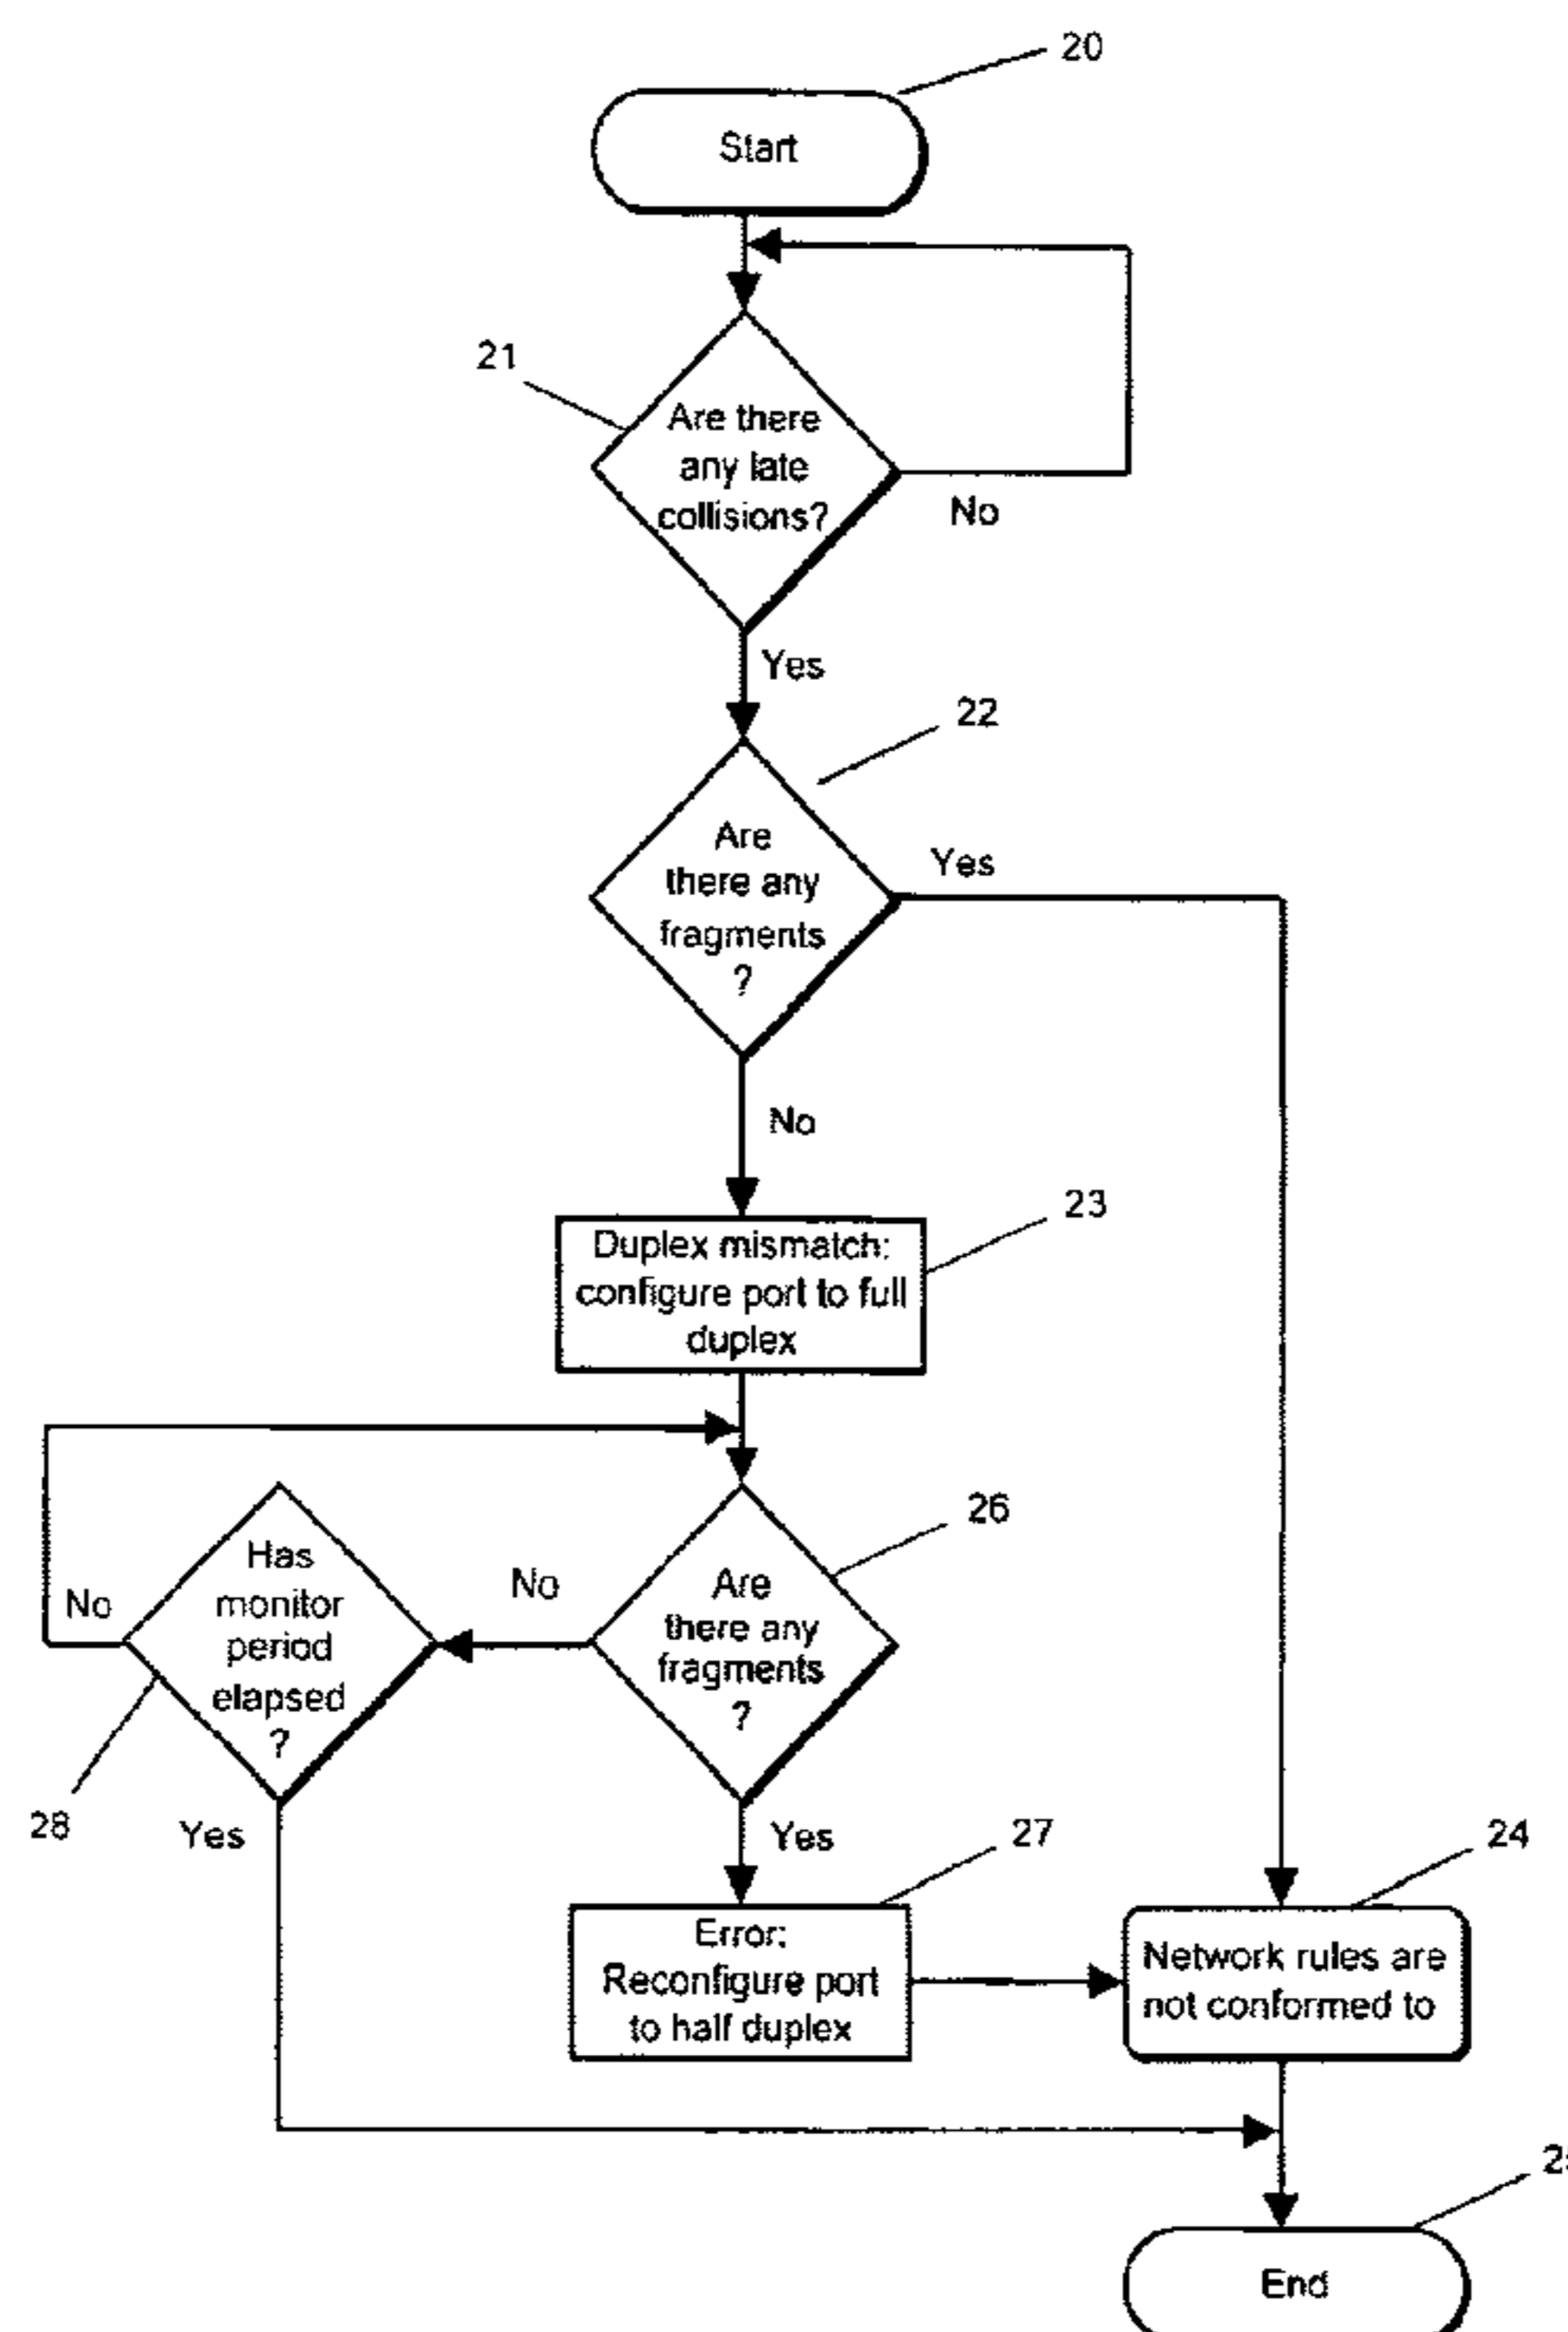 20
Start
21
Are there
any late
collisions?
No
Yes
22
Are
there any
fragments
?
Yes
No
23
Duplex mismatch:
configure port to full
duplex
26
Has
monitor
period
elapsed
?
No
No
Are
there any
fragments
?
28
Yes
Yes
27
24
Error:
Reconfigure port
to half duplex
Network rules are
not conformed to
End